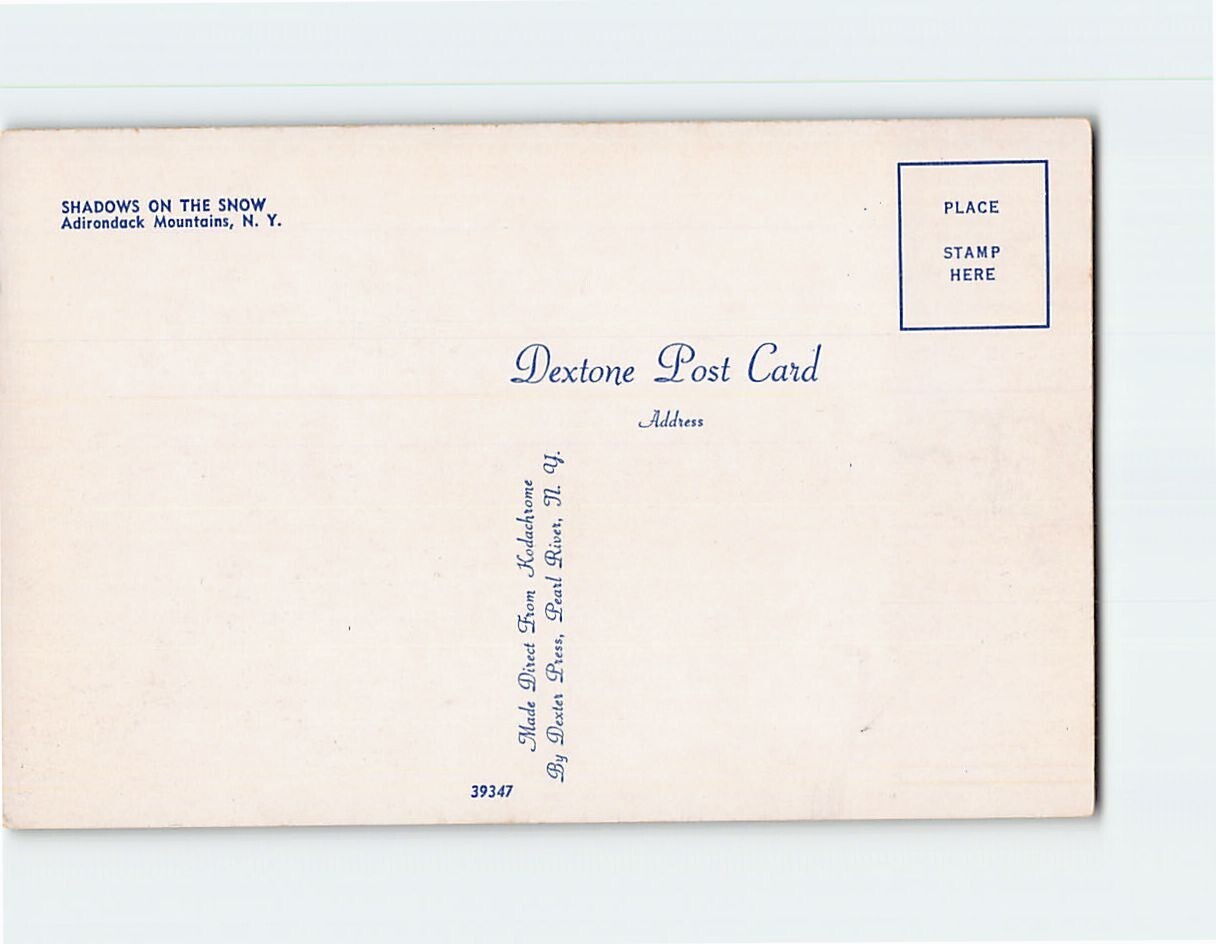 SHADOWS ON THE SNOW
Adirondack Mountains, N. Y.
PLACE
STAMP
HERE
Dextone Post Card
Address
Made Direct From Kodachrome
By Dexter Press, Pearl River, N. Y.
39347